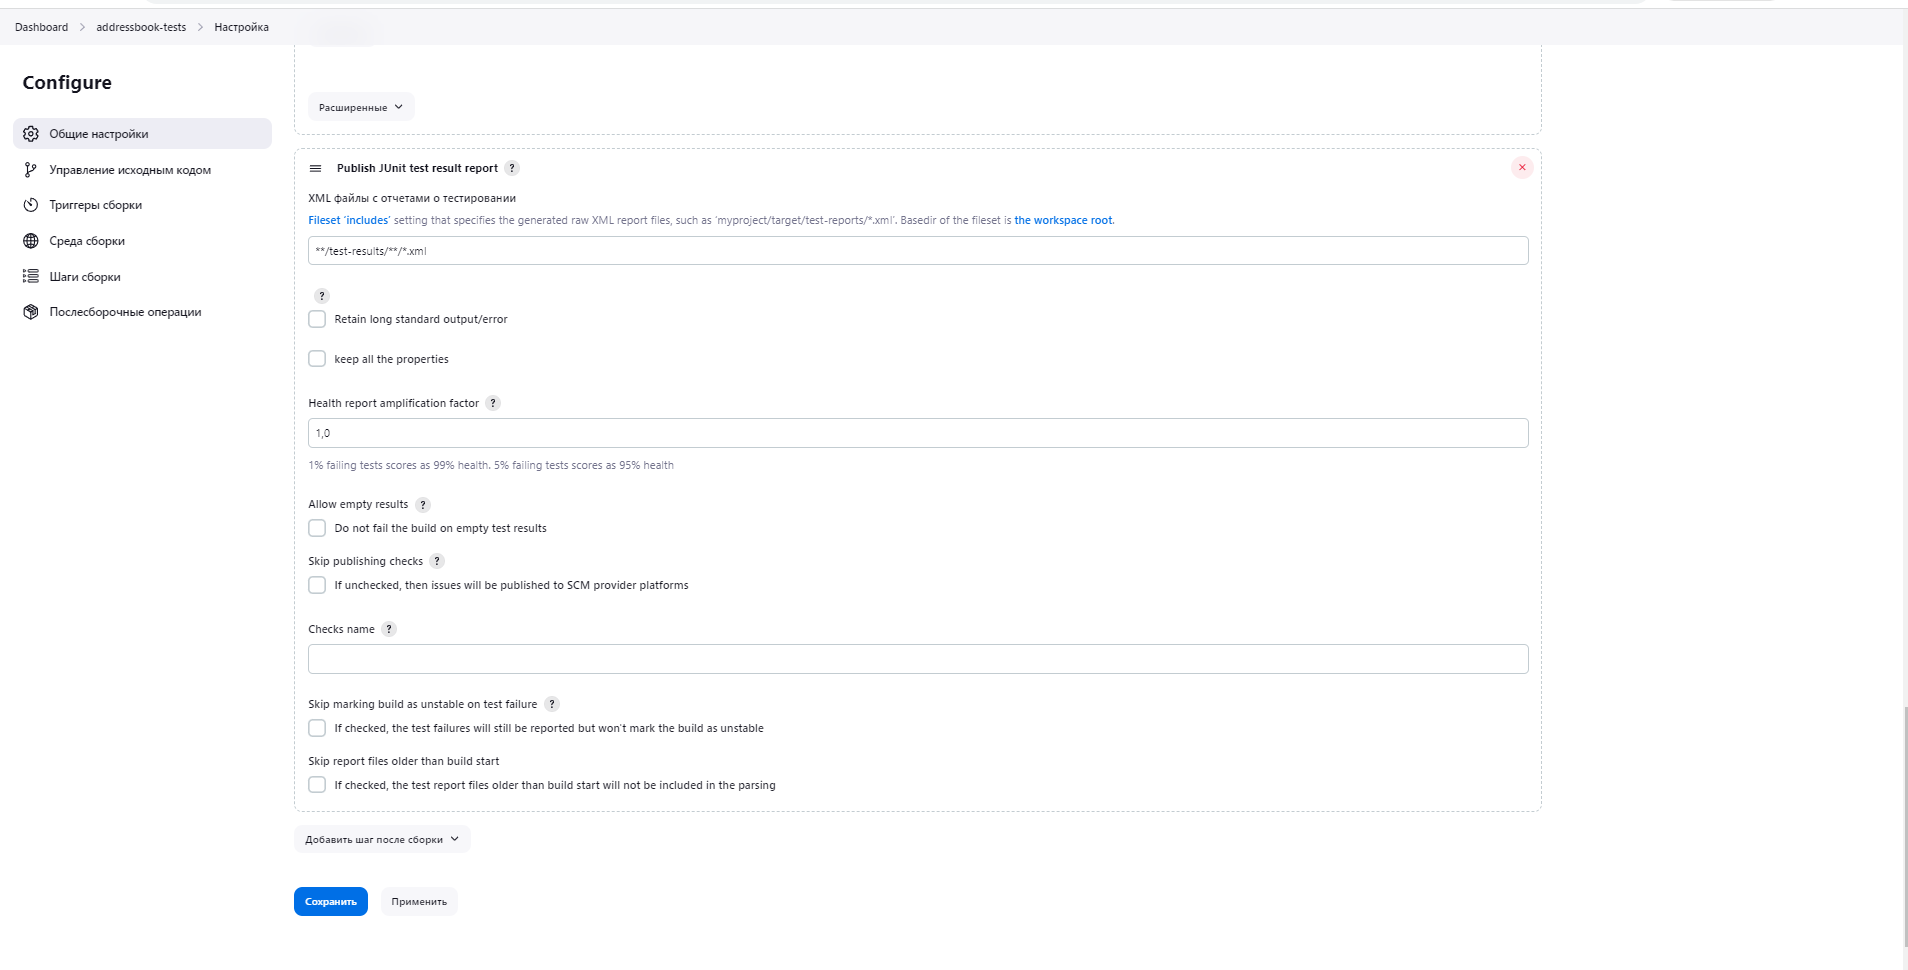 Dashboard > addressbook-tests > Настройка
Configure
Общие настройки
Управление исходным кодом
Триггеры сборки
Среда сборки
Шаги сборки
Послесборочные операции
Расширенные
Publish JUnit test result report ?
XML файлы с отчетами о тестировании
Fileset 'includes' setting that specifies the generated raw XML report files, such as 'myproject/target/test-reports/*.xml'. Basedir of the fileset is the workspace root.
**/test-results/**/*.xml
?
Retain long standard output/error
keep all the properties
Health report amplification factor ?
1,0
1% failing tests scores as 99% health. 5% failing tests scores as 95% health
Allow empty results ?
Do not fail the build on empty test results
Skip publishing checks ?
If unchecked, then issues will be published to SCM provider platforms
Checks name ?
Skip marking build as unstable on test failure ?
If checked, the test failures will still be reported but won't mark the build as unstable
Skip report files older than build start
If checked, the test report files older than build start will not be included in the parsing
Добавить шаг после сборки
Сохранить
Применить